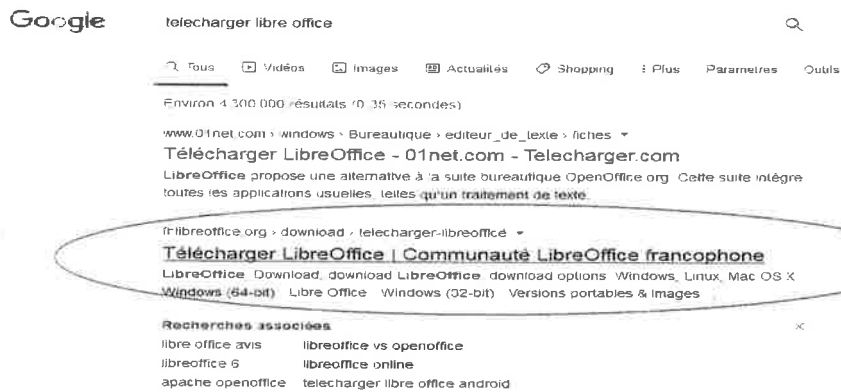 Google
telecharger libre office
Tous Vidéos Images Actualités Shopping Plus Paramètres Outils
Environ 4 300 000 résultats (0,35 secondes)
www.01net.com › windows › Bureautique › editeur_de_texte › fiches
Télécharger LibreOffice - 01net.com - Telecharger.com
LibreOffice propose une alternative à la suite bureautique OpenOffice.org. Cette suite intègre
toutes les applications usuelles, telles qu'un traitement de texte.
fr.libreoffice.org › download › telecharger-libreoffice
Télécharger LibreOffice | Communauté LibreOffice francophone
LibreOffice. Download, download LibreOffice. download options. Windows, Linux, Mac OS X
Windows (64-bit) Libre Office Windows (32-bit) Versions portables & images
Recherches associées
libre office avis libreoffice vs openoffice
libreoffice 6 libreoffice online
apache openoffice telecharger libre office android